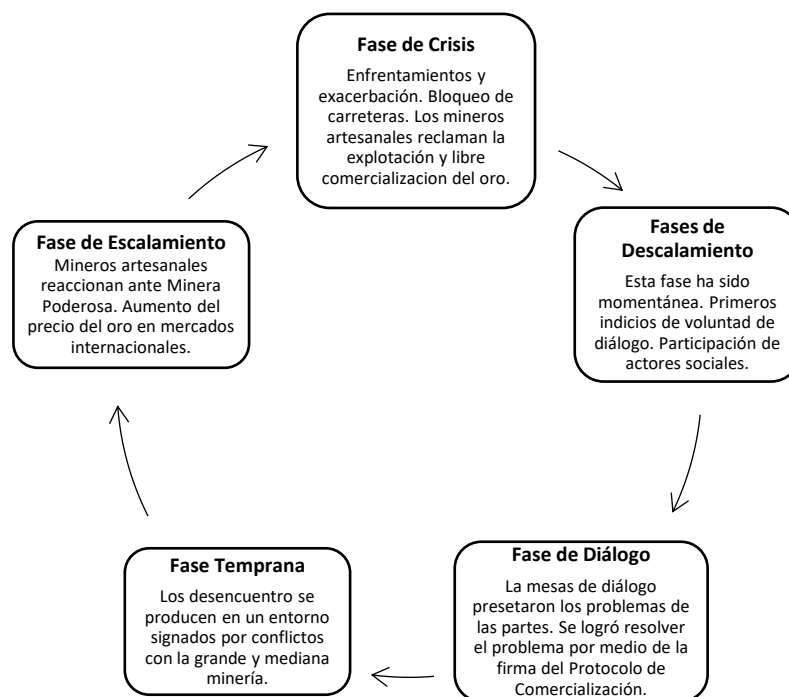 Fase de Crisis
Enfrentamientos y
exacerbación. Bloqueo de
carreteras. Los mineros
artesanales reclaman la
explotación y libre
comercializacion del oro.
Fases de
Descalamiento
Esta fase ha sido
momentánea. Primeros
indicios de voluntad de
diálogo. Participación de
actores sociales.
Fase de Diálogo
La mesas de diálogo
presetaron los problemas de
las partes. Se logró resolver
el problema por medio de la
firma del Protocolo de
Comercialización.
Fase Temprana
Los desencuentro se
producen en un entorno
signados por conflictos
con la grande y mediana
minería.
Fase de Escalamiento
Mineros artesanales
reaccionan ante Minera
Poderosa. Aumento del
precio del oro en mercados
internacionales.